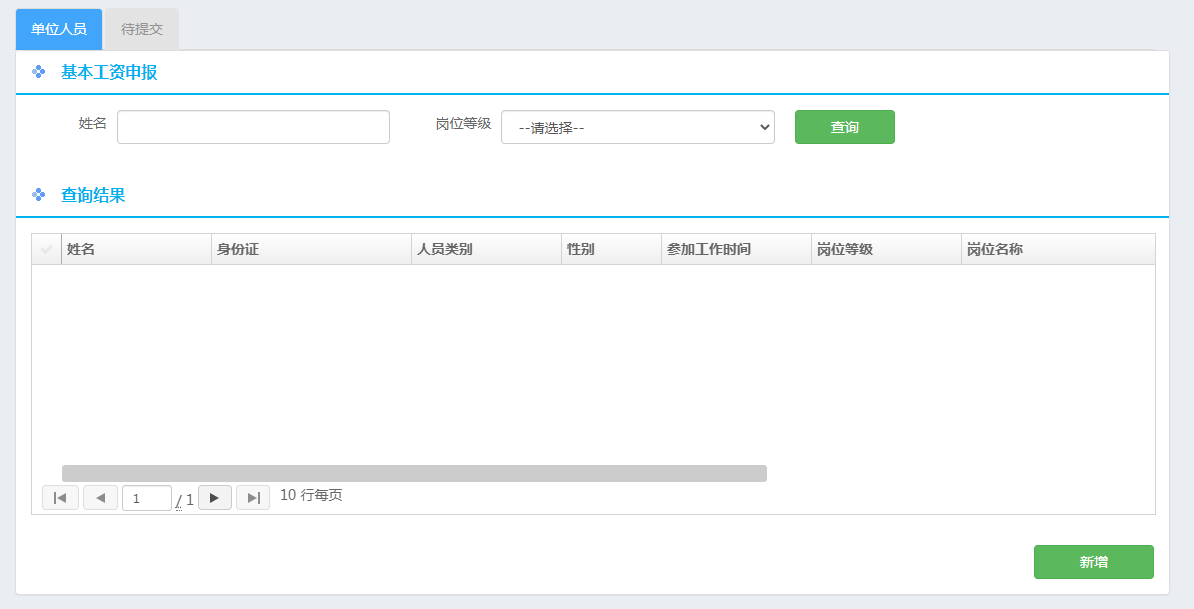 单位人员 待提交
基本工资申报
姓名 岗位等级 --请选择-- 查询
查询结果
姓名 身份证 人员类别 性别 参加工作时间 岗位等级 岗位名称
1 / 1 10 行每页
新增